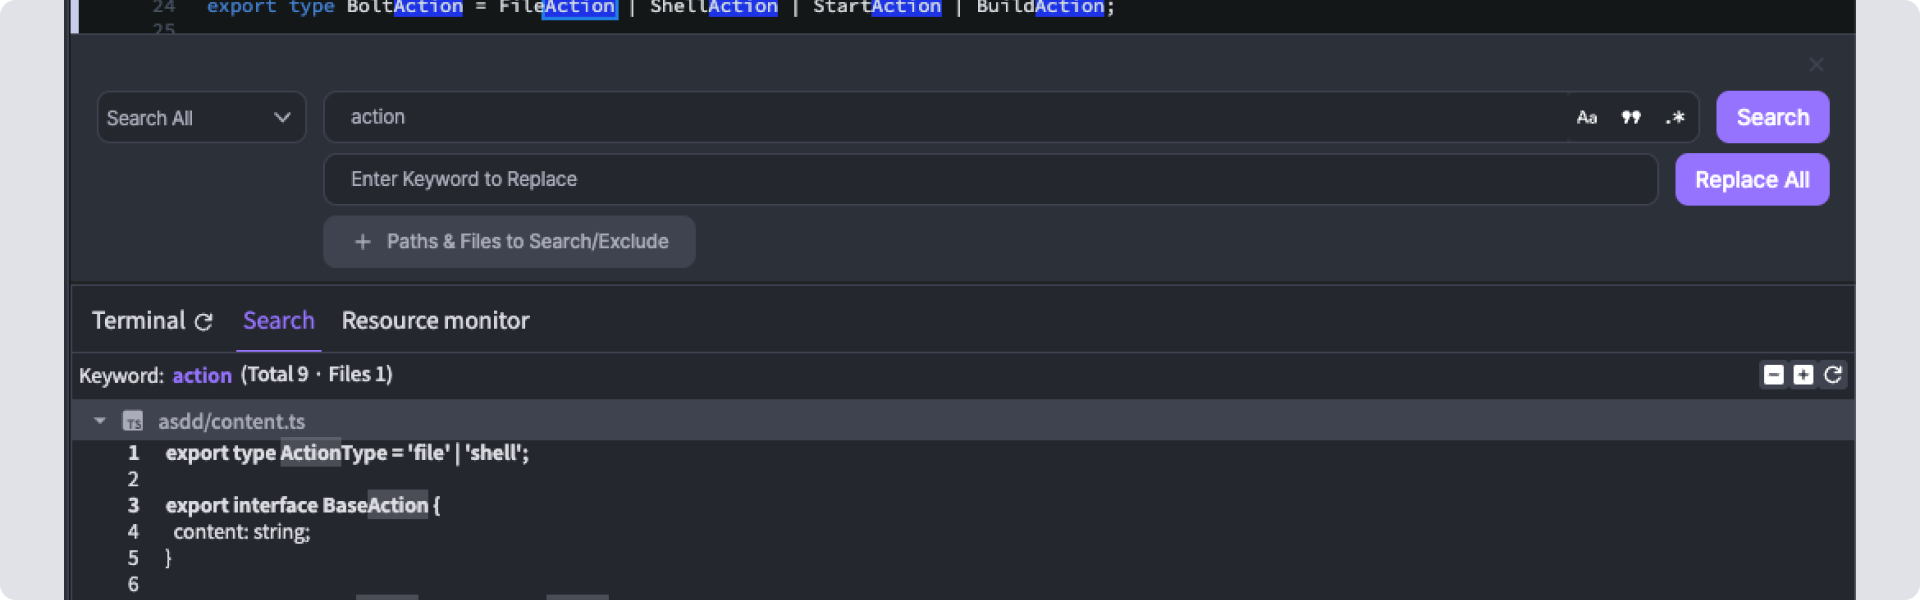 24 export type BoltAction = FileAction | ShellAction | StartAction | BuildAction;
25
Search All
action
Aa
.*
Search
Enter Keyword to Replace
Replace All
+ Paths & Files to Search/Exclude
Terminal Search Resource monitor
Keyword: action (Total 9 · Files 1)
TS asdd/content.ts
1 export type ActionType = 'file' | 'shell';
2
3 export interface BaseAction {
4 content: string;
5 }
6